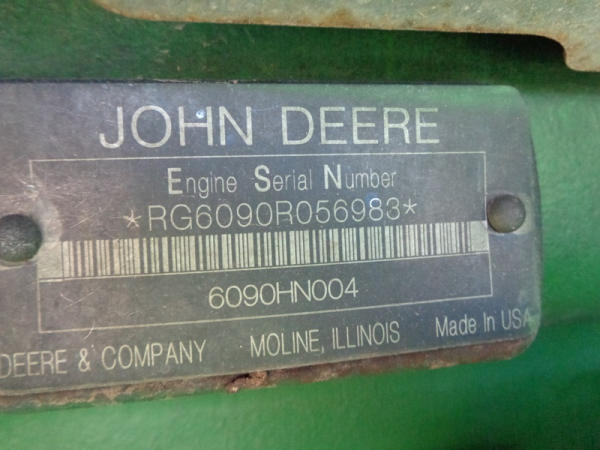 JOHN DEERE
Engine Serial Number
*RG6090R056983*
6090HN004
DEERE & COMPANY MOLINE, ILLINOIS Made In USA